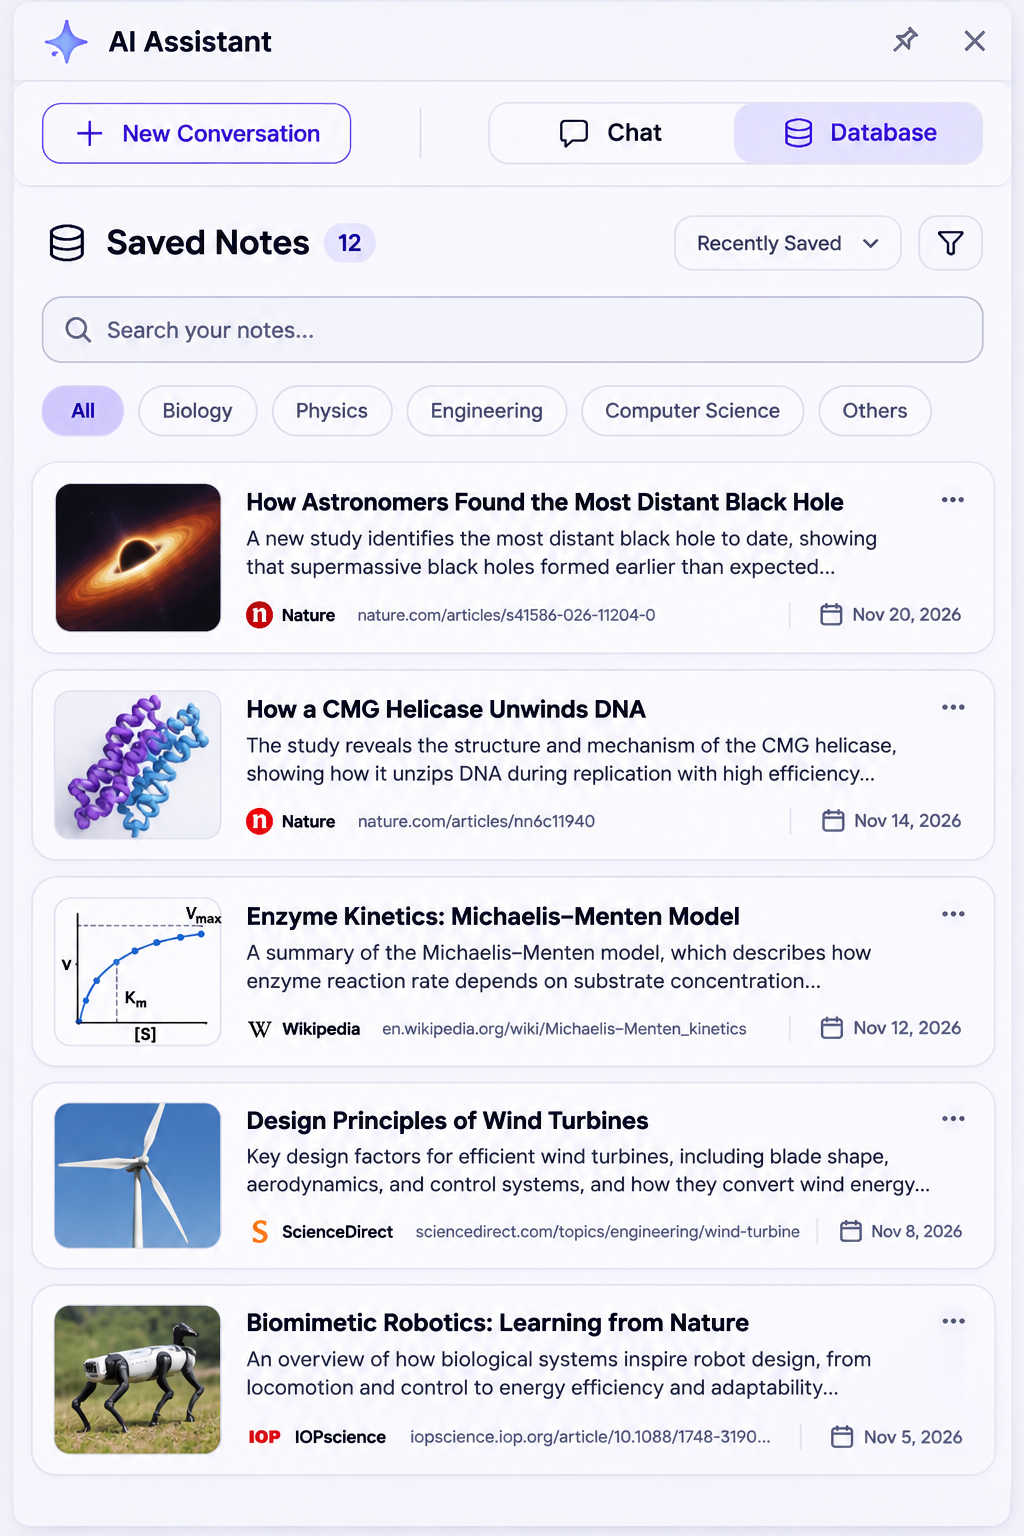 AI Assistant
New Conversation
Chat
Database
Saved Notes 12
Recently Saved
Search your notes...
All
Biology
Physics
Engineering
Computer Science
Others
How Astronomers Found the Most Distant Black Hole
A new study identifies the most distant black hole to date, showing
that supermassive black holes formed earlier than expected...
n Nature nature.com/articles/s41586-026-11204-0 Nov 20, 2026
How a CMG Helicase Unwinds DNA
The study reveals the structure and mechanism of the CMG helicase,
showing how it unzips DNA during replication with high efficiency...
n Nature nature.com/articles/nn6c11940 Nov 14, 2026
Vmax
V
Km
[S]
Enzyme Kinetics: Michaelis–Menten Model
A summary of the Michaelis–Menten model, which describes how
enzyme reaction rate depends on substrate concentration...
W Wikipedia en.wikipedia.org/wiki/Michaelis–Menten_kinetics Nov 12, 2026
Design Principles of Wind Turbines
Key design factors for efficient wind turbines, including blade shape,
aerodynamics, and control systems, and how they convert wind energy...
S ScienceDirect sciencedirect.com/topics/engineering/wind-turbine Nov 8, 2026
Biomimetic Robotics: Learning from Nature
An overview of how biological systems inspire robot design, from
locomotion and control to energy efficiency and adaptability...
IOP IOPscience iopscience.iop.org/article/10.1088/1748-3190... Nov 5, 2026